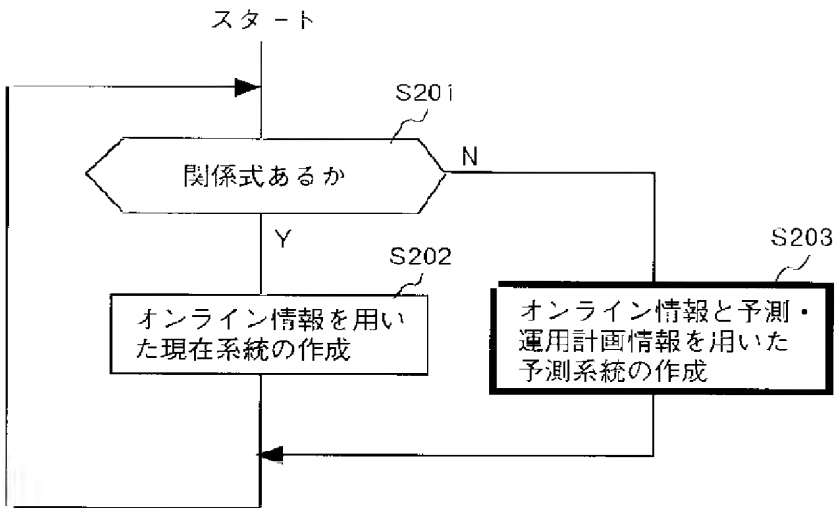 スタート
S201
関係式あるか
N
Y
S202
オンライン情報を用い
た現在系統の作成
S203
オンライン情報と予測・
運用計画情報を用いた
予測系統の作成